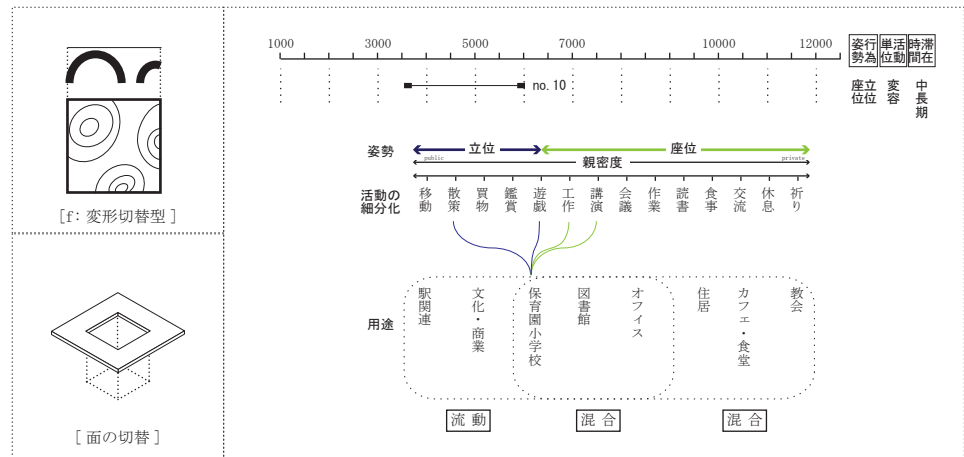 [f: 変形切替型]
[面の切替]
1000 3000 5000 7000 10000 12000
行為姿勢 活動単位 滞在時間
立位座位 変容 中長期
no. 10
姿勢 立位 座位
public 親密度 private
活動の細分化
移動 散策 買物 鑑賞 遊戯 工作 講演 会議 作業 読書 食事 交流 休息 祈り
用途
駅関連 文化・商業 保育園小学校 図書館 オフィス 住居 カフェ・食堂 教会
流動 混合 混合